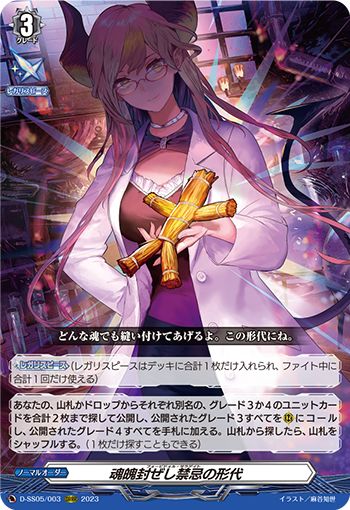 3
グレード
レガリスピース
どんな魂でも縫い付けてあげるよ。この形代にね。
レガリスピース(レガリスピースはデッキに合計1枚だけ入れられ、ファイト中に
合計1回だけ使える)
あなたの、山札かドロップからそれぞれ別名の、グレード3か4のユニットカー
ドを合計2枚まで探して公開し、公開されたグレード3すべてを Ⓡ にコール
し、公開されたグレード4すべてを手札に加える。山札から探したら、山札を
シャッフルする。(1枚だけ探すこともできる)
ノーマルオーダー
魂魄封ぜし禁忌の形代
D-SS05/003 RRR 2023
イラスト/麻谷知世